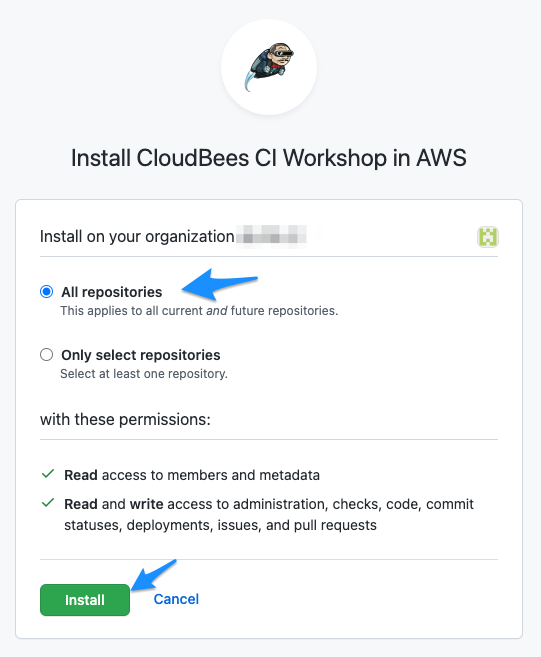 Install CloudBees CI Workshop in AWS
Install on your organization
All repositories
This applies to all current and future repositories.
Only select repositories
Select at least one repository.
with these permissions:
Read access to members and metadata
Read and write access to administration, checks, code, commit
statuses, deployments, issues, and pull requests
Install
Cancel